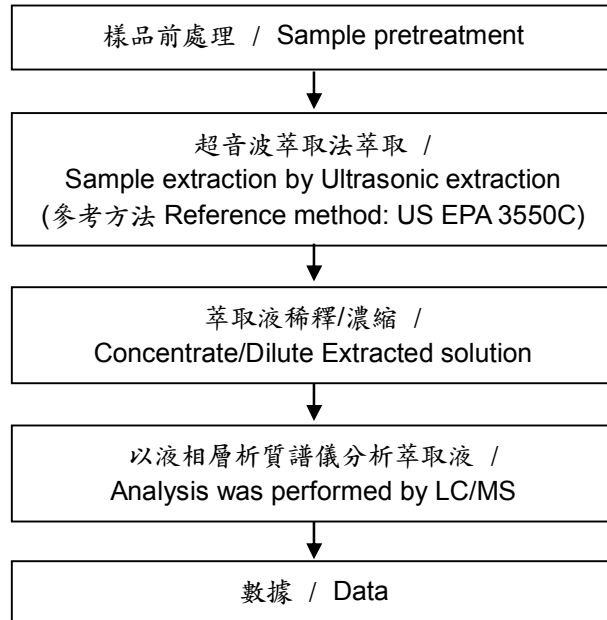 樣品前處理 / Sample pretreatment
超音波萃取法萃取 /
Sample extraction by Ultrasonic extraction
(參考方法 Reference method: US EPA 3550C)
萃取液稀釋/濃縮 /
Concentrate/Dilute Extracted solution
以液相層析質譜儀分析萃取液 /
Analysis was performed by LC/MS
數據 / Data